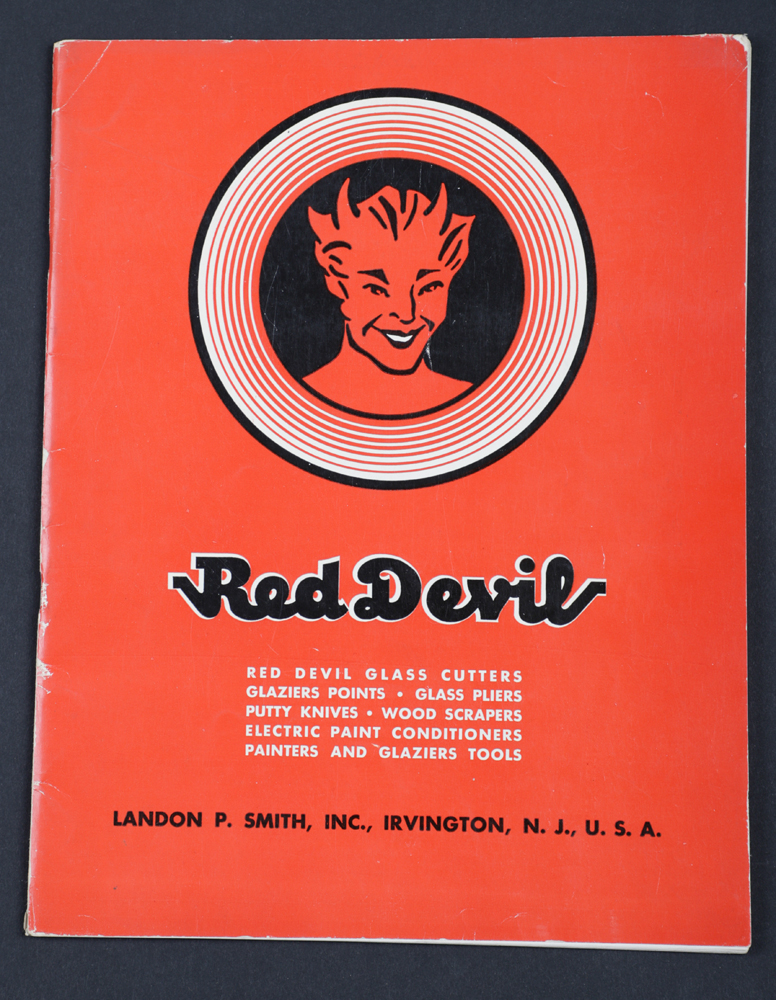 Red Devil
RED DEVIL GLASS CUTTERS
GLAZIERS POINTS • GLASS PLIERS
PUTTY KNIVES • WOOD SCRAPERS
ELECTRIC PAINT CONDITIONERS
PAINTERS AND GLAZIERS TOOLS
LANDON P. SMITH, INC., IRVINGTON, N. J., U. S. A.